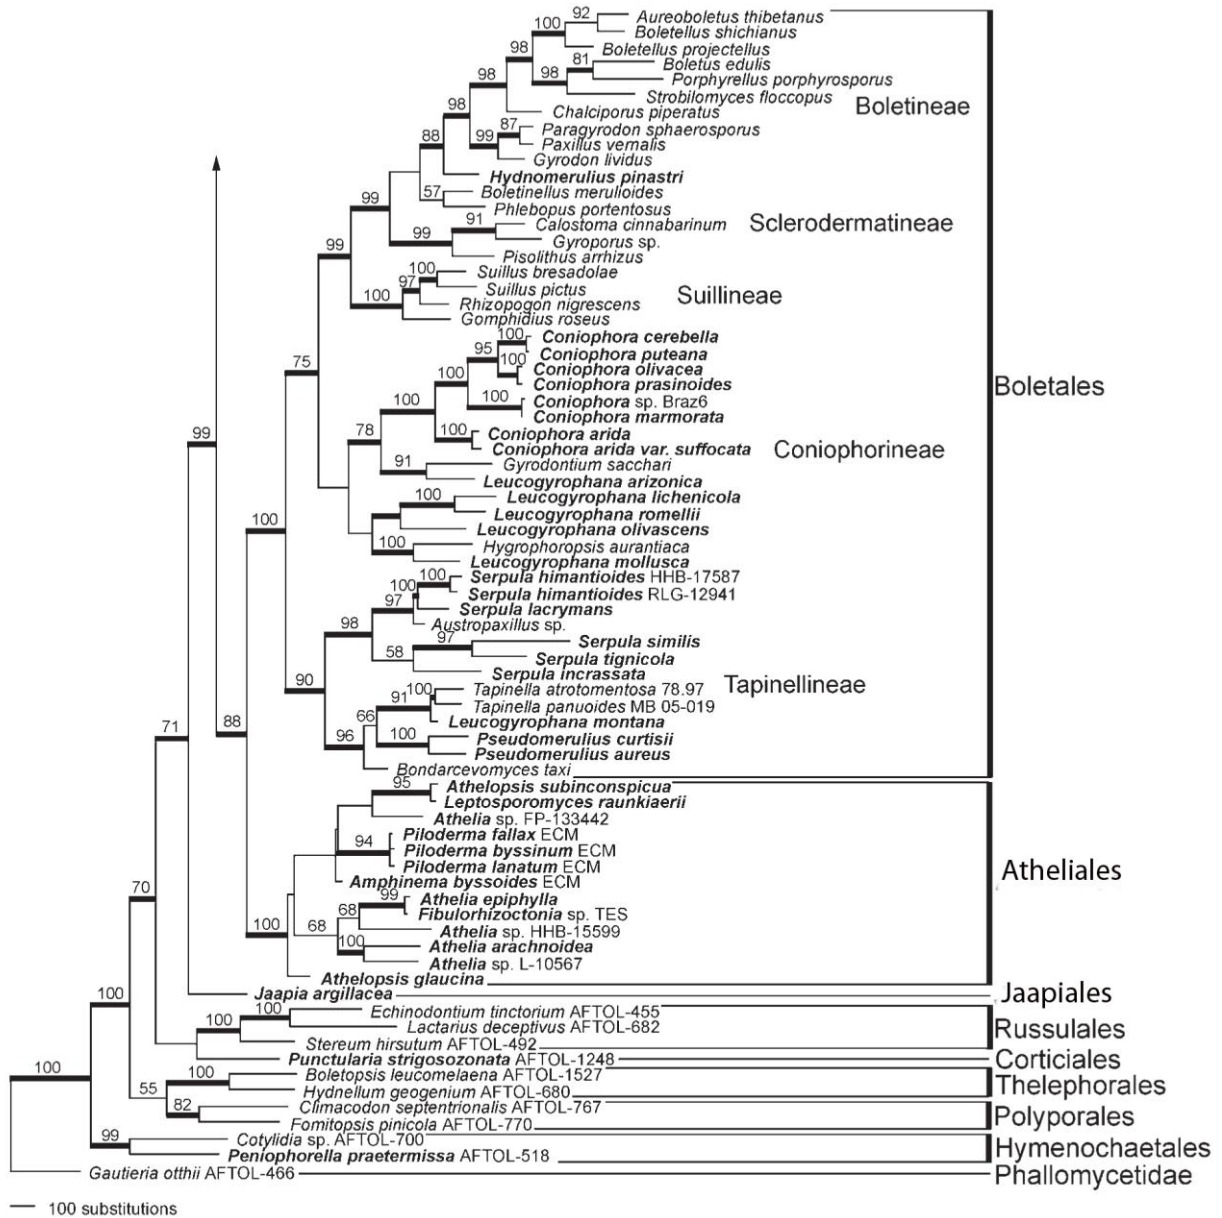 92 Aureoboletus thibetanus
100 Boletellus shichianus
98 Boletellus projectellus
81 Boletus edulis
98 98 Porphyrellus porphyrosporus
Strobilomyces floccopus
Boletineae
98 Chalciporus piperatus
87 Paragyrodon sphaerosporus
88 99 Paxillus vernalis
Gyrodon lividus
Hydnomerulius pinastri
57 Boletinellus merulioides
99 Phlebopus portentosus
91 Calostoma cinnabarinum
Sclerodermatineae
99 99 Gyroporus sp.
Pisolithus arrhizus
100 Suillus bresadolae
97 Suillus pictus
100 Rhizopogon nigrescens
Suillineae
Gomphidius roseus
100 Coniophora cerebella
95 Coniophora puteana
75 100 Coniophora olivacea
100 Coniophora prasinoides
Boletales
100 100 Coniophora sp. Braz6
Coniophora marmorata
99 78 100 Coniophora arida
Coniophora arida var. suffocata
Coniophorineae
91 Gyrodontium sacchari
Leucogyrophana arizonica
100 Leucogyrophana lichenicola
Leucogyrophana romellii
100 Leucogyrophana olivascens
100 Hygrophoropsis aurantiaca
Leucogyrophana mollusca
100 Serpula himantioides HHB-17587
100 Serpula himantioides RLG-12941
97 Serpula lacrymans
98 Austropaxillus sp.
97 Serpula similis
58 Serpula tignicola
Serpula incrassata
90 Tapinellineae
100 Tapinella atrotomentosa 78.97
91 Tapinella panuoides MB 05-019
66 Leucogyrophana montana
71 88 96 100 Pseudomerulius curtisii
Pseudomerulius aureus
Bondarcevomyces taxi
95 Athelopsis subinconspicua
Leptosporomyces raunkiaerii
Athelia sp. FP-133442
94 Piloderma fallax ECM
Piloderma byssinum ECM
Piloderma lanatum ECM
Atheliales
Amphinema byssoides ECM
70 99 Athelia epiphylla
68 Fibulorhizoctonia sp. TES
100 68 Athelia sp. HHB-15599
100 Athelia arachnoidea
Athelia sp. L-10567
Athelopsis glaucina
Jaapia argillacea
Jaapiales
100 100 Echinodontium tinctorium AFTOL-455
100 Lactarius deceptivus AFTOL-682
Russulales
Stereum hirsutum AFTOL-492
Punctularia strigosozonata AFTOL-1248
Corticiales
100 100 Boletopsis leucomelaena AFTOL-1527
Thelephorales
55 Hydnellum geogenium AFTOL-680
82 Climacodon septentrionalis AFTOL-767
Polyporales
Fomitopsis pinicola AFTOL-770
99 Cotylidia sp. AFTOL-700
Hymenochaetales
Peniophorella praetermissa AFTOL-518
Gautieria otthii AFTOL-466
Phallomycetidae
100 substitutions